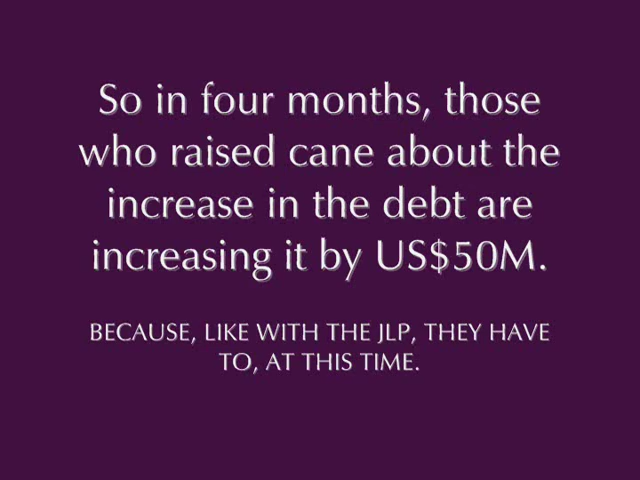 So in four months, those
who raised cane about the
increase in the debt are
increasing it by US$50M.
BECAUSE, LIKE WITH THE JLP, THEY HAVE
TO, AT THIS TIME.